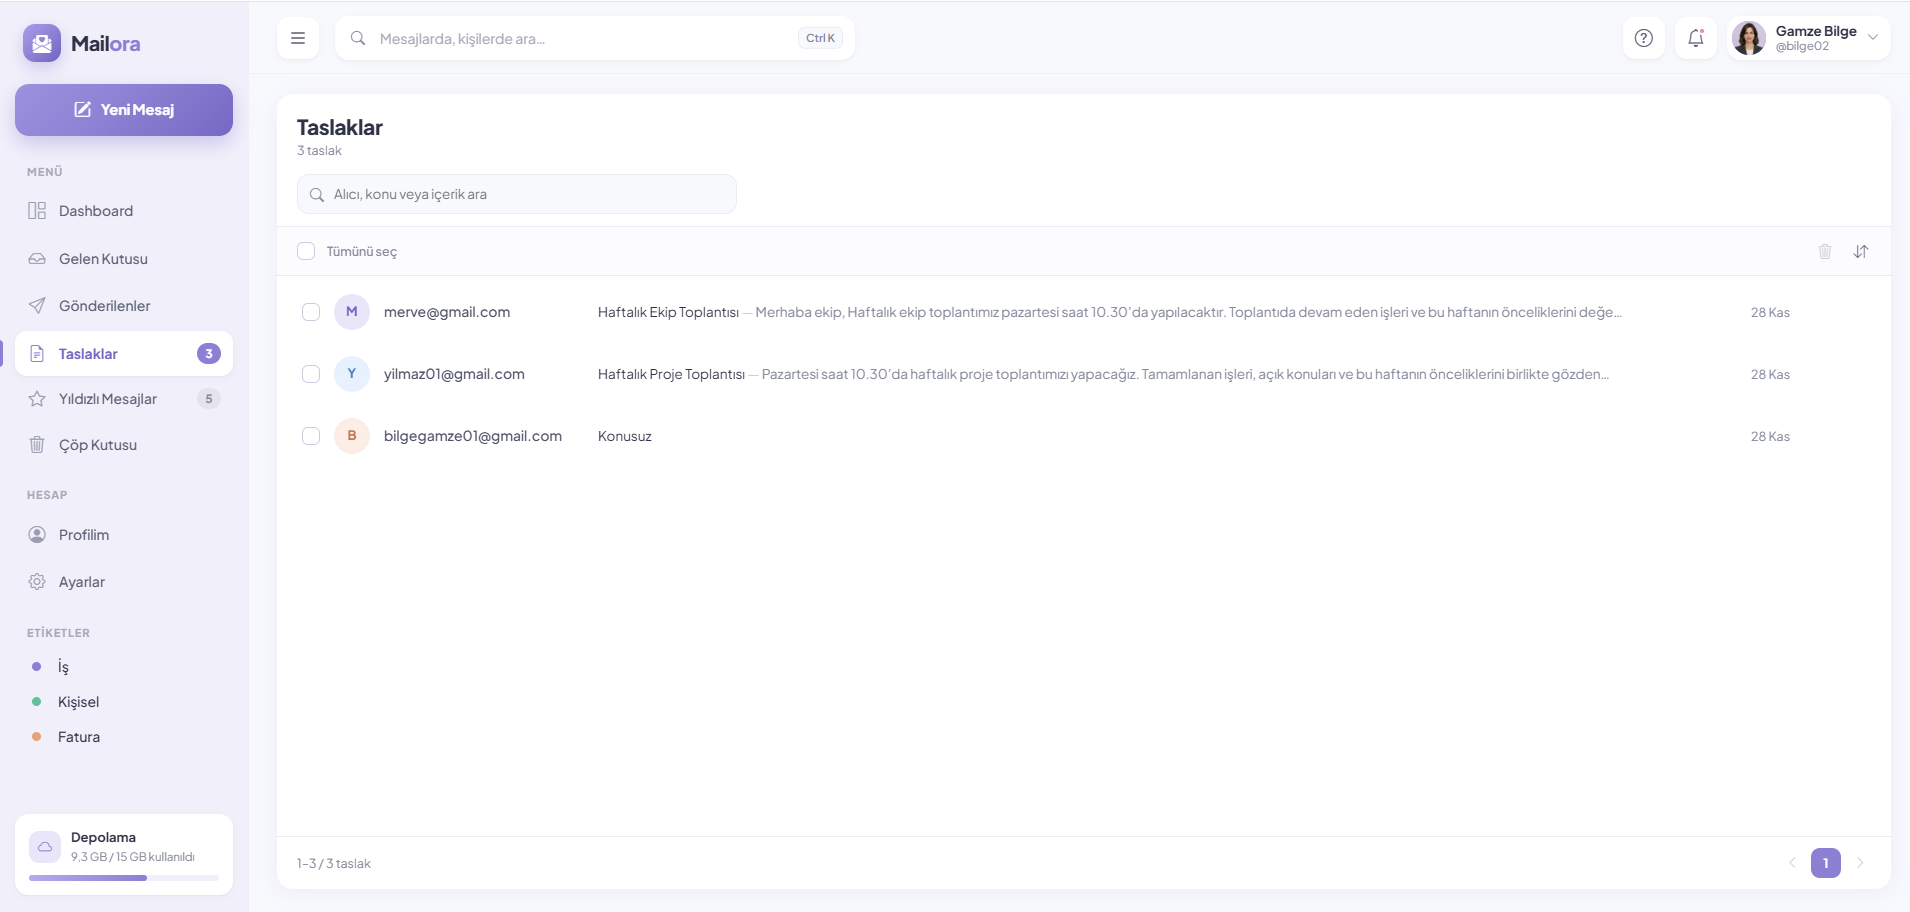 Mailora
Yeni Mesaj
MENÜ
Dashboard
Gelen Kutusu
Gönderilenler
Taslaklar 3
Yıldızlı Mesajlar 5
Çöp Kutusu
HESAP
Profilim
Ayarlar
ETİKETLER
İş
Kişisel
Fatura
Depolama
9,3 GB / 15 GB kullanıldı
Mesajlarda, kişilerde ara... Ctrl K
Gamze Bilge
@bilge02
Taslaklar
3 taslak
Alıcı, konu veya içerik ara
Tümünü seç
M merve@gmail.com Haftalık Ekip Toplantısı — Merhaba ekip, Haftalık ekip toplantımız pazartesi saat 10.30'da yapılacaktır. Toplantıda devam eden işleri ve bu haftanın önceliklerini değe... 28 Kas
Y yilmaz01@gmail.com Haftalık Proje Toplantısı — Pazartesi saat 10.30'da haftalık proje toplantımızı yapacağız. Tamamlanan işleri, açık konuları ve bu haftanın önceliklerini birlikte gözden... 28 Kas
B bilgegamze01@gmail.com Konusuz 28 Kas
1–3 / 3 taslak
1